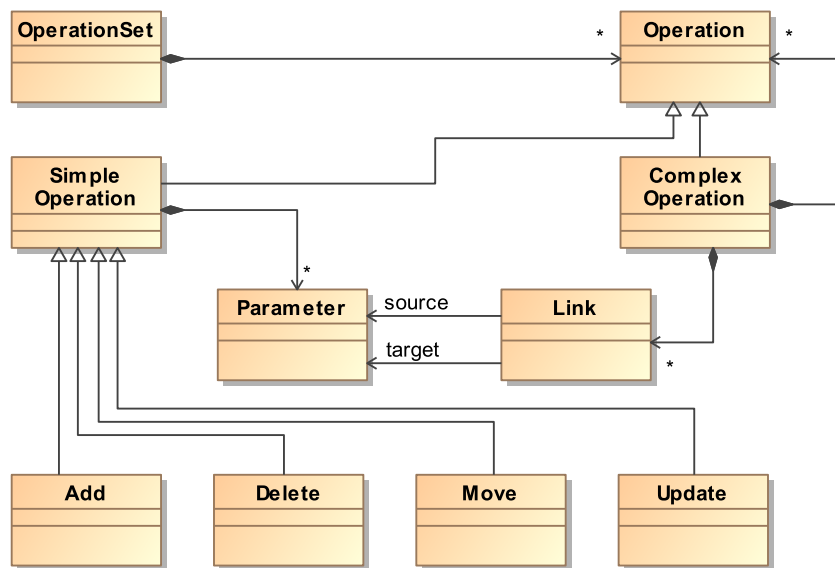 OperationSet
*
Operation
*
Simple
Operation
Complex
Operation
*
Parameter
source
target
Link
*
Add
Delete
Move
Update